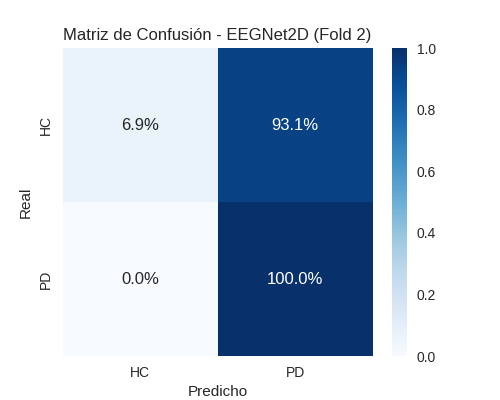 Matriz de Confusión - EEGNet2D (Fold 2)
HC
6.9%
93.1%
PD
0.0%
100.0%
Real
HC
PD
Predicho
1.0
0.8
0.6
0.4
0.2
0.0